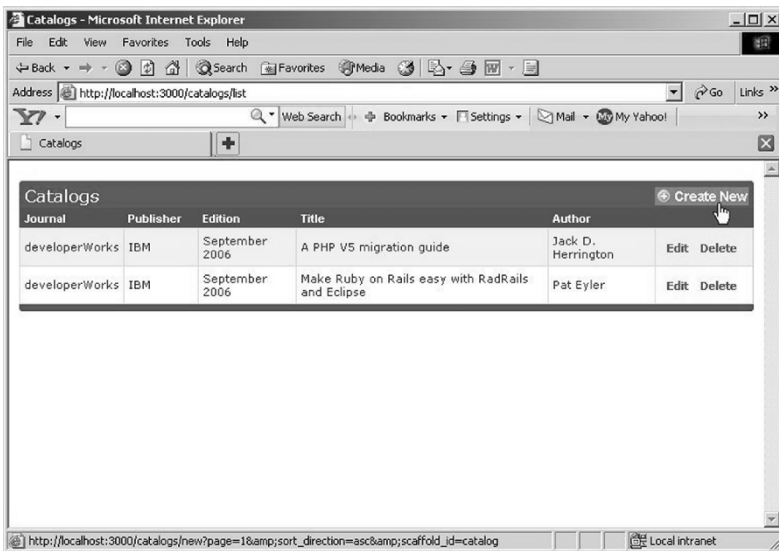 Catalogs - Microsoft Internet Explorer
File Edit View Favorites Tools Help
Back Search Favorites Media
Address http://localhost:3000/catalogs/list Go Links »
Y! Web Search Bookmarks Settings Mail My My Yahoo! »
Catalogs
Catalogs Create New
Journal Publisher Edition Title Author
developerWorks IBM September 2006 A PHP V5 migration guide Jack D. Herrington Edit Delete
developerWorks IBM September 2006 Make Ruby on Rails easy with RadRails and Eclipse Pat Eyler Edit Delete
http://localhost:3000/catalogs/new?page=1&amp;sort_direction=asc&amp;scaffold_id=catalog Local intranet